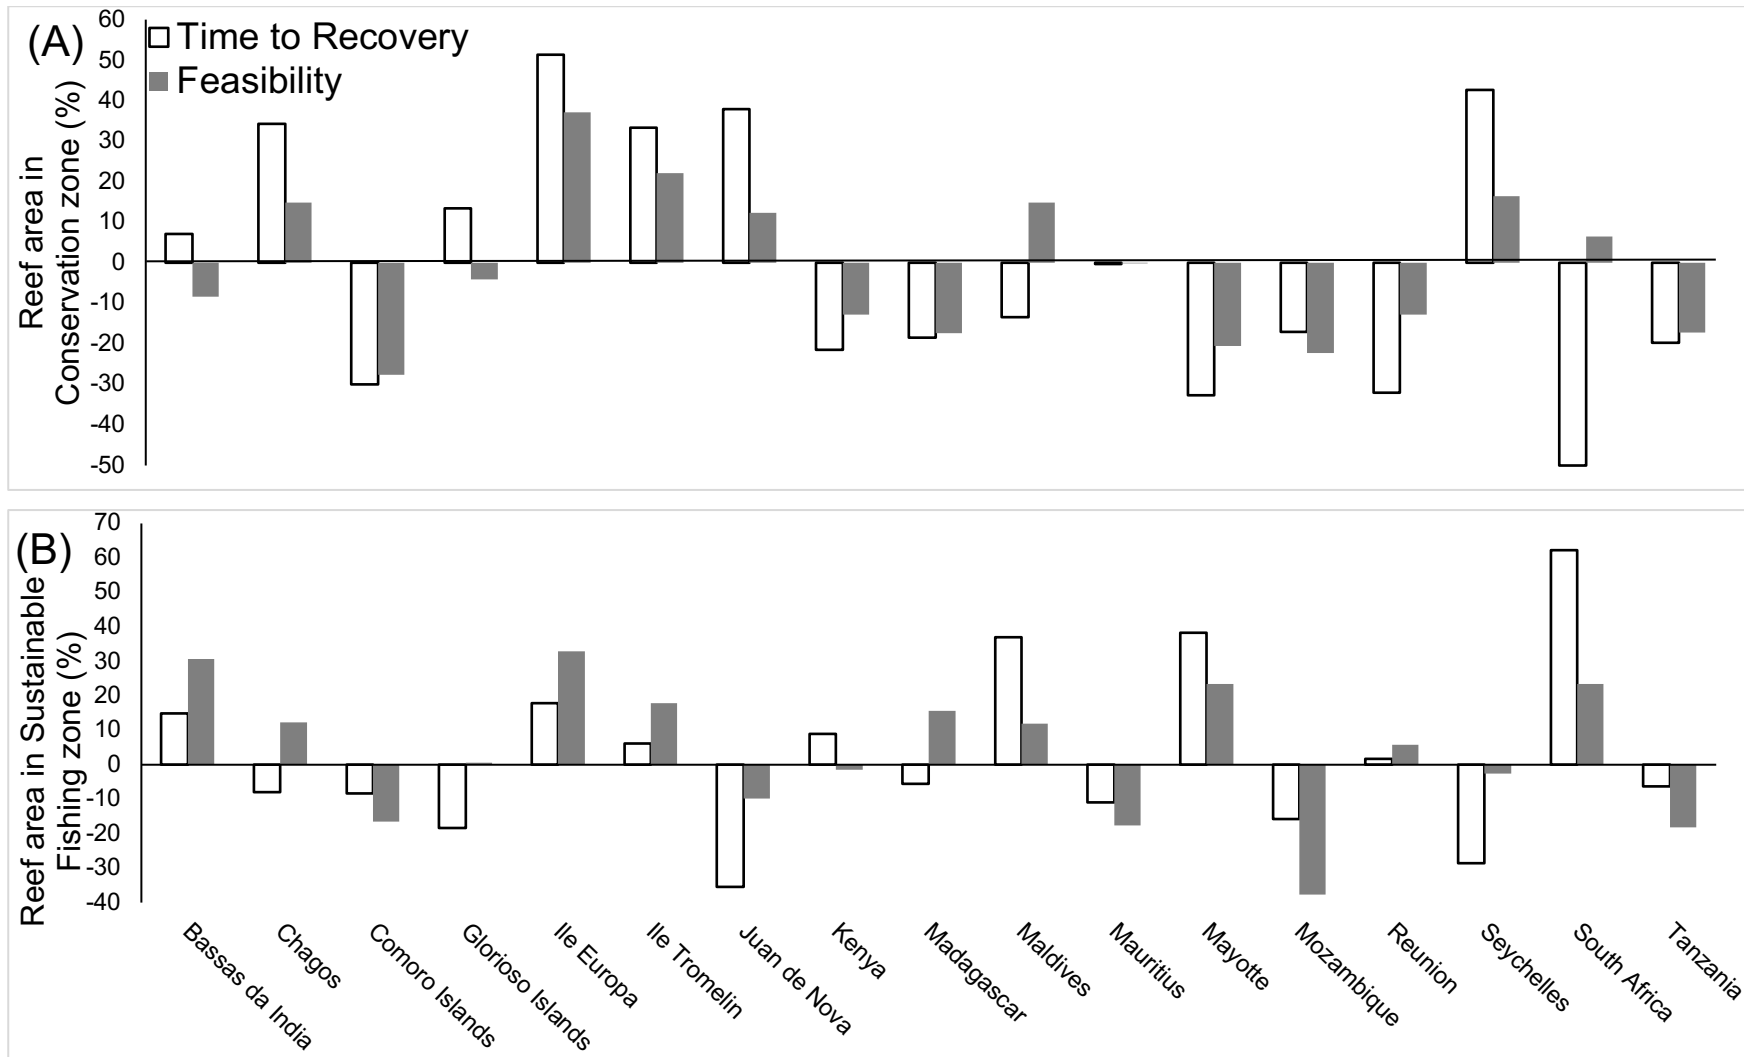 (A)
Time to Recovery
Feasibility
Reef area in
Conservation zone (%)
60
50
40
30
20
10
0
-10
-20
-30
-40
-50
(B)
Reef area in Sustainable
Fishing zone (%)
70
60
50
40
30
20
10
0
-10
-20
-30
-40
Bassas da India
Chagos
Comoro Islands
Glorioso Islands
Ile Europa
Ile Tromelin
Juan de Nova
Kenya
Madagascar
Maldives
Mauritius
Mayotte
Mozambique
Reunion
Seychelles
South Africa
Tanzania